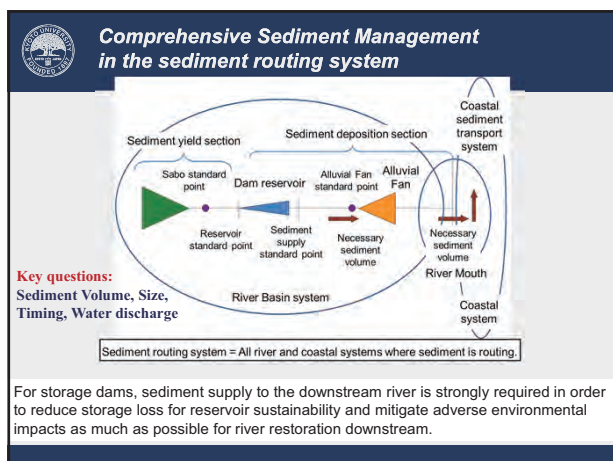 KYOTO UNIVERSITY
FOUNDED 1897
Comprehensive Sediment Management
in the sediment routing system
Coastal
sediment
transport
system
Sediment deposition section
Sediment yield section
Sabo standard
point
Dam reservoir
Alluvial Fan
standard point
Alluvial
Fan
Reservoir
standard point
Sediment
supply
standard point
Necessary
sediment
volume
Necessary
sediment
volume
River Mouth
Key questions:
Sediment Volume, Size,
Timing, Water discharge
River Basin system
Coastal
system
Sediment routing system = All river and coastal systems where sediment is routing.
For storage dams, sediment supply to the downstream river is strongly required in order
to reduce storage loss for reservoir sustainability and mitigate adverse environmental
impacts as much as possible for river restoration downstream.